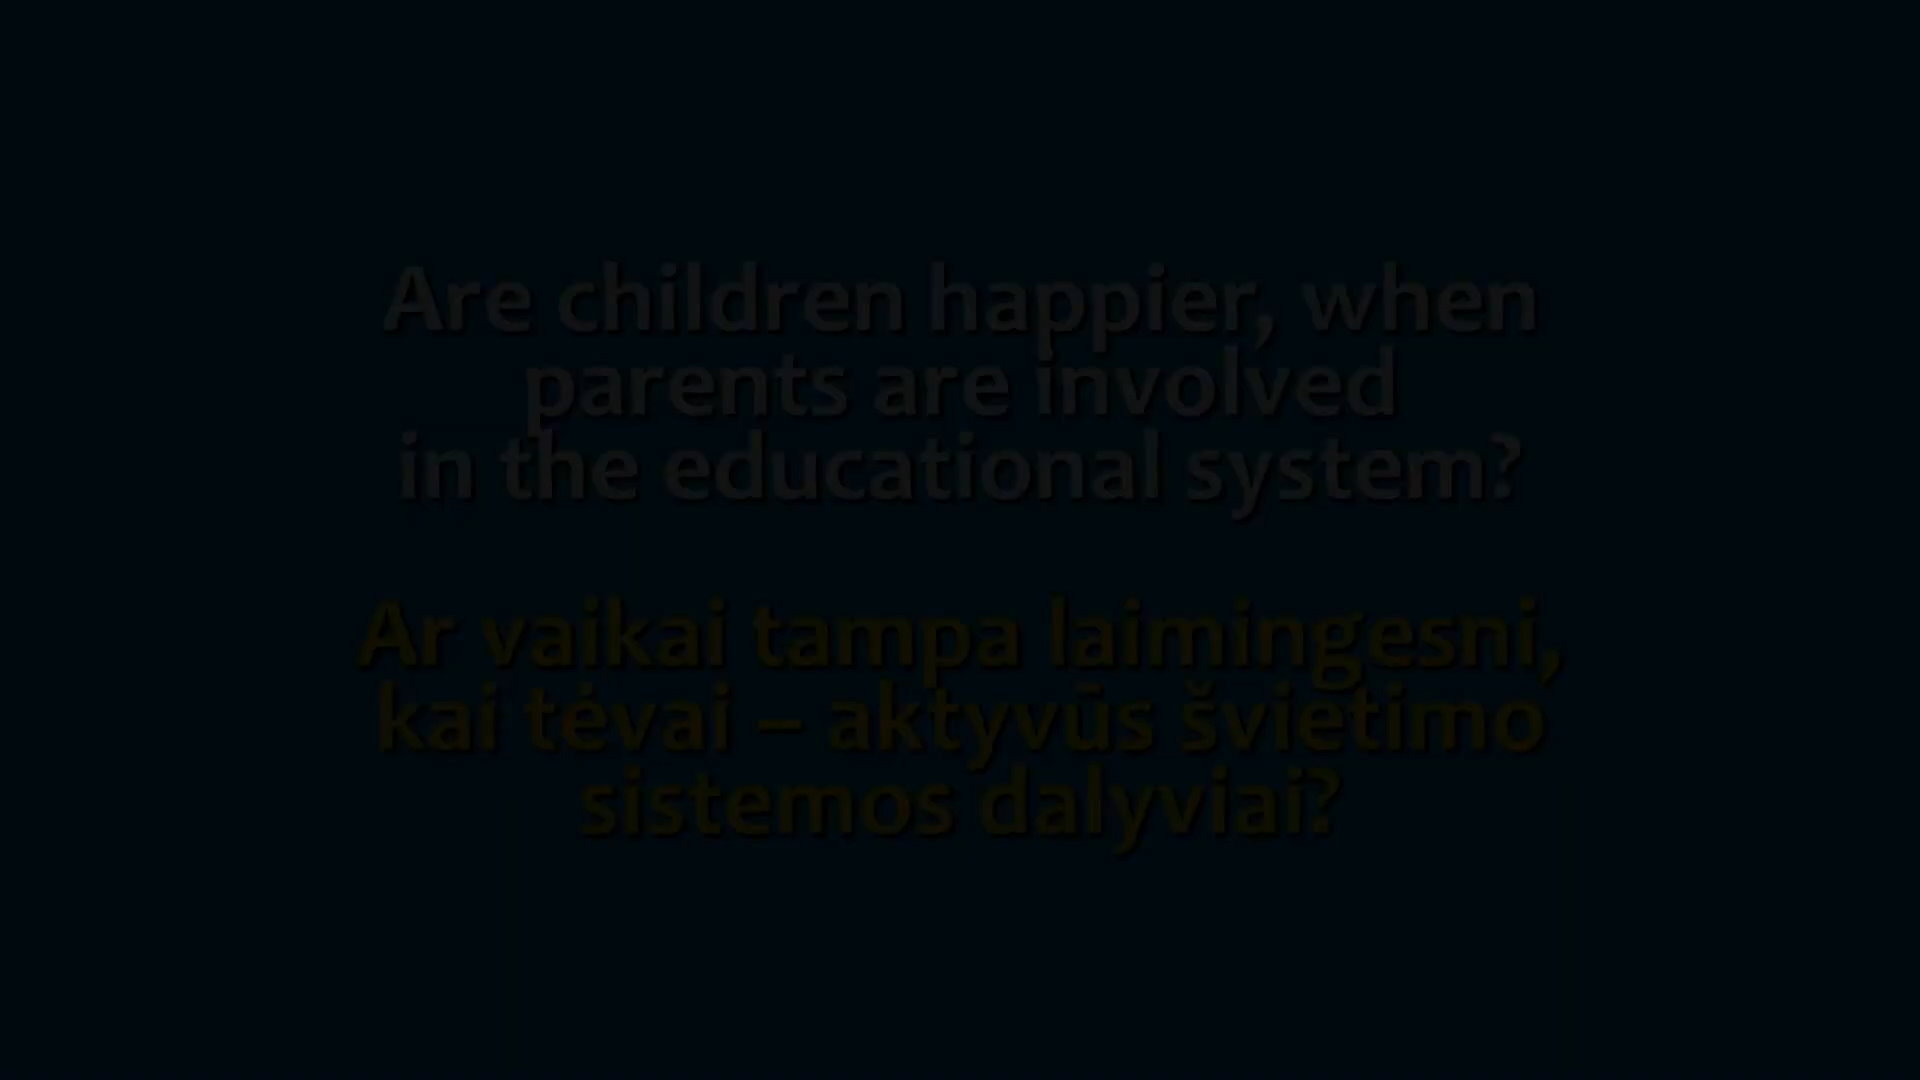 Are children happier, when
parents are involved
in the educational system?
Ar vaikai tampa laimingesni,
kai tėvai – aktyvūs švietimo
sistemos dalyviai?